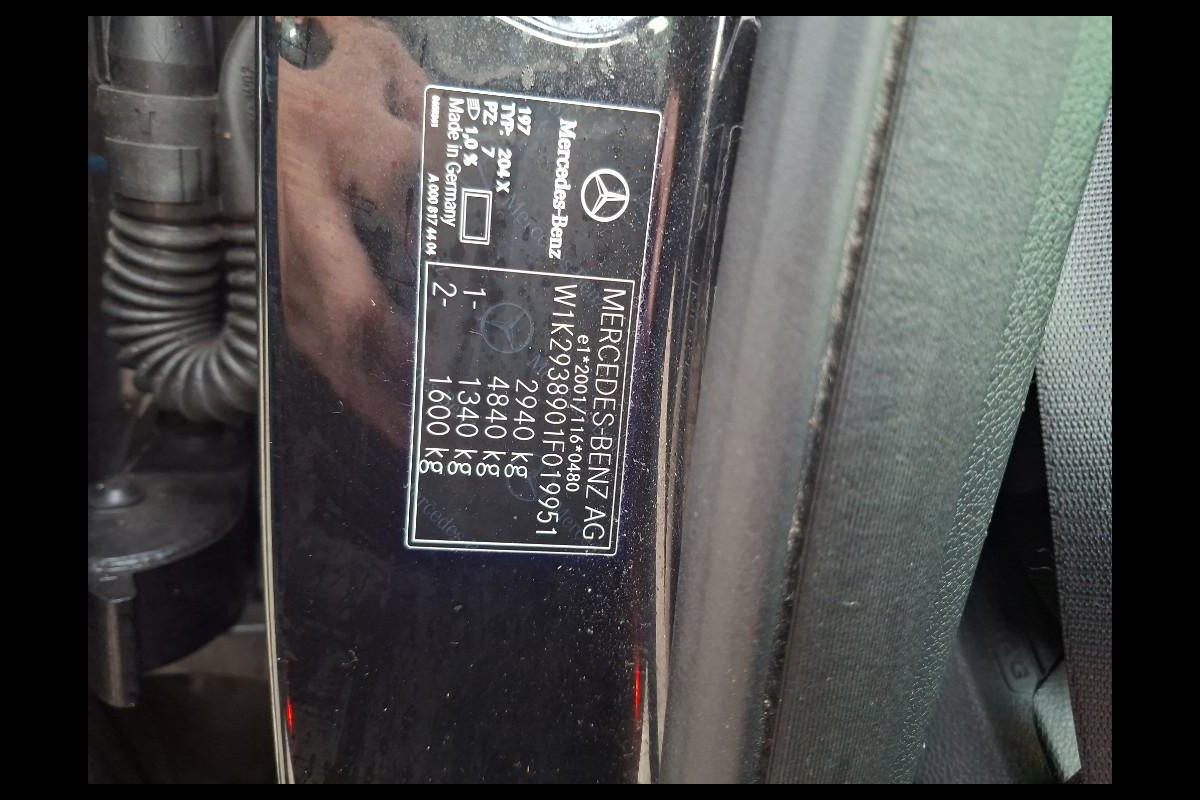 Mercedes-Benz
197
TYP: 204 X
PZ: 7
1,0 %
Made in Germany
A 000 817 44 04
MERCEDES-BENZ AG
e1*2001/116*0480
W1K2938901F019951
2940 kg
4840 kg
1- 1340 kg
2- 1600 kg